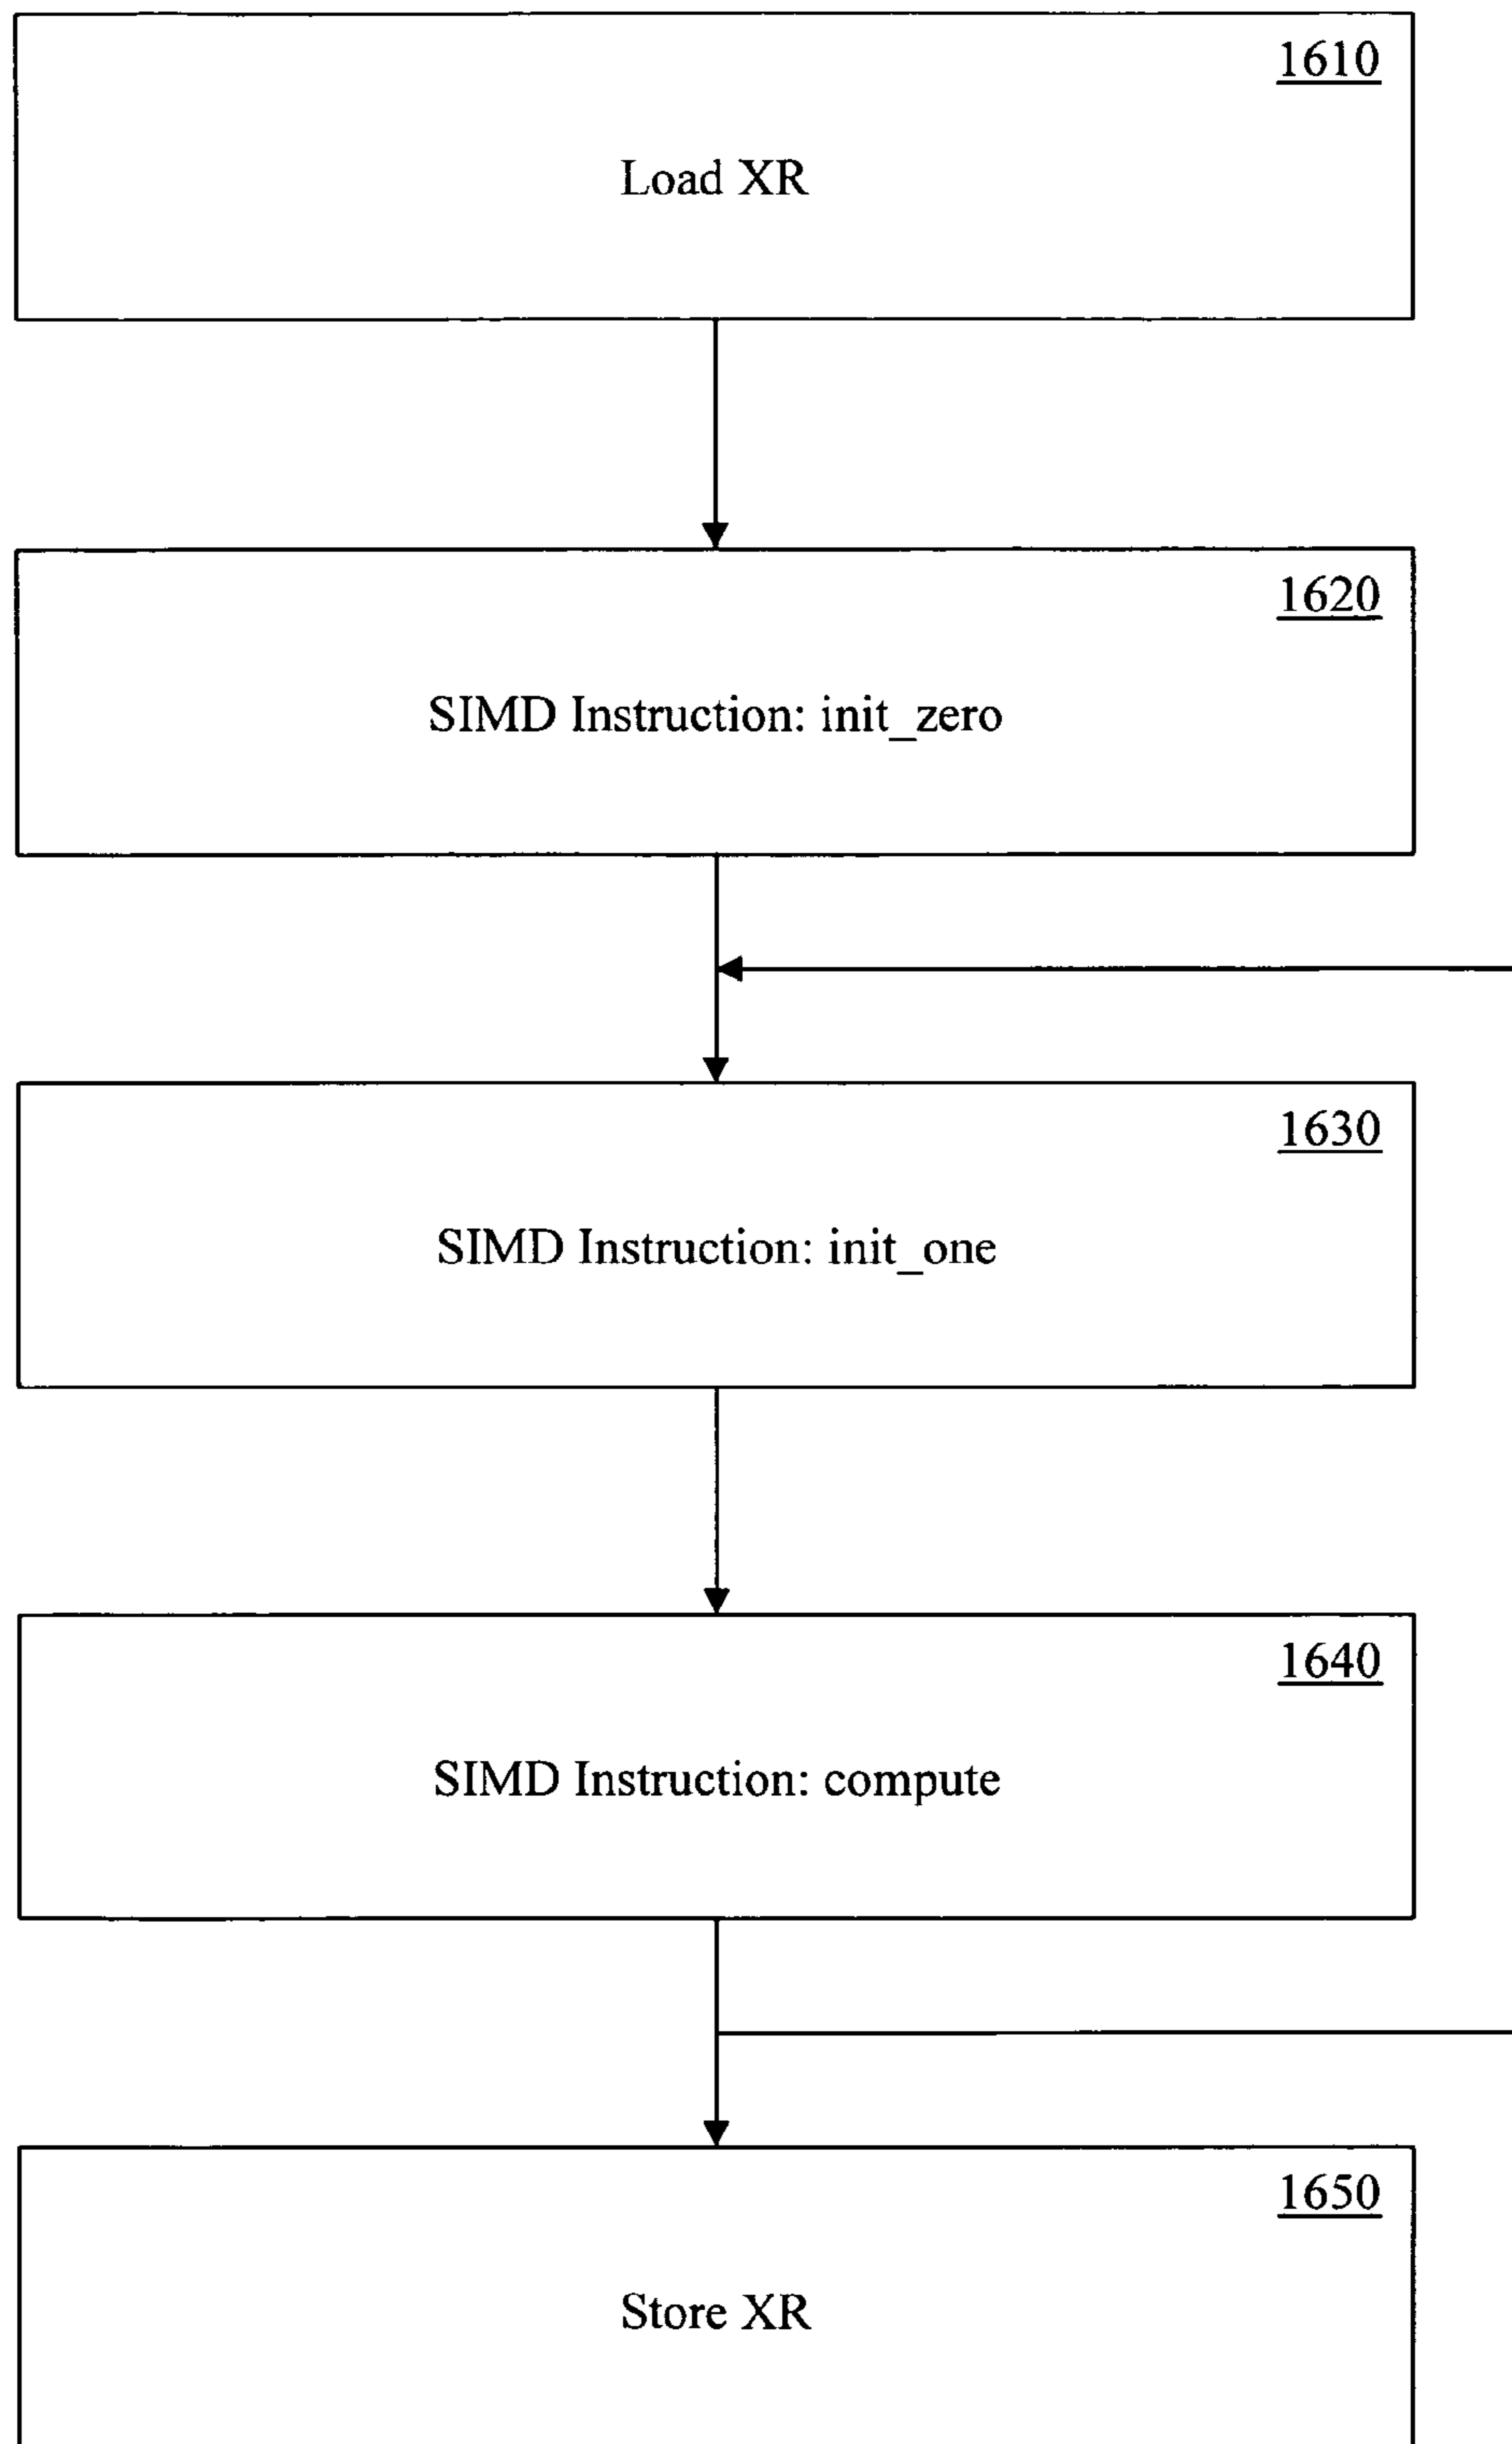 1610
Load XR
1620
SIMD Instruction: init_zero
1630
SIMD Instruction: init_one
1640
SIMD Instruction: compute
1650
Store XR